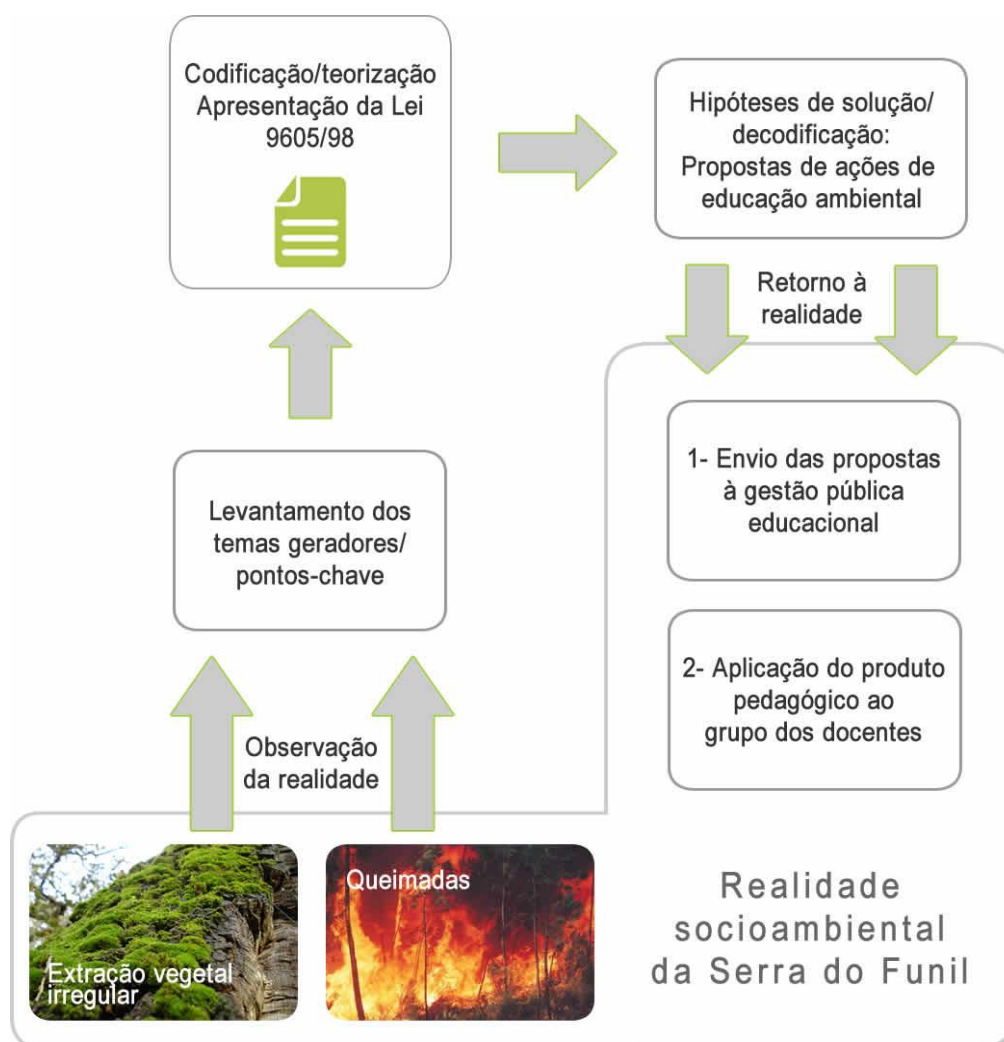 Codificação/teorização
Apresentação da Lei
9605/98
Hipóteses de solução/
decodificação:
Propostas de ações de
educação ambiental
Retorno à
realidade
1- Envio das propostas
à gestão pública
educacional
Levantamento dos
temas geradores/
pontos-chave
2- Aplicação do produto
pedagógico ao
grupo dos docentes
Observação
da realidade
Extração vegetal
irregular
Queimadas
Realidade
socioambiental
da Serra do Funil